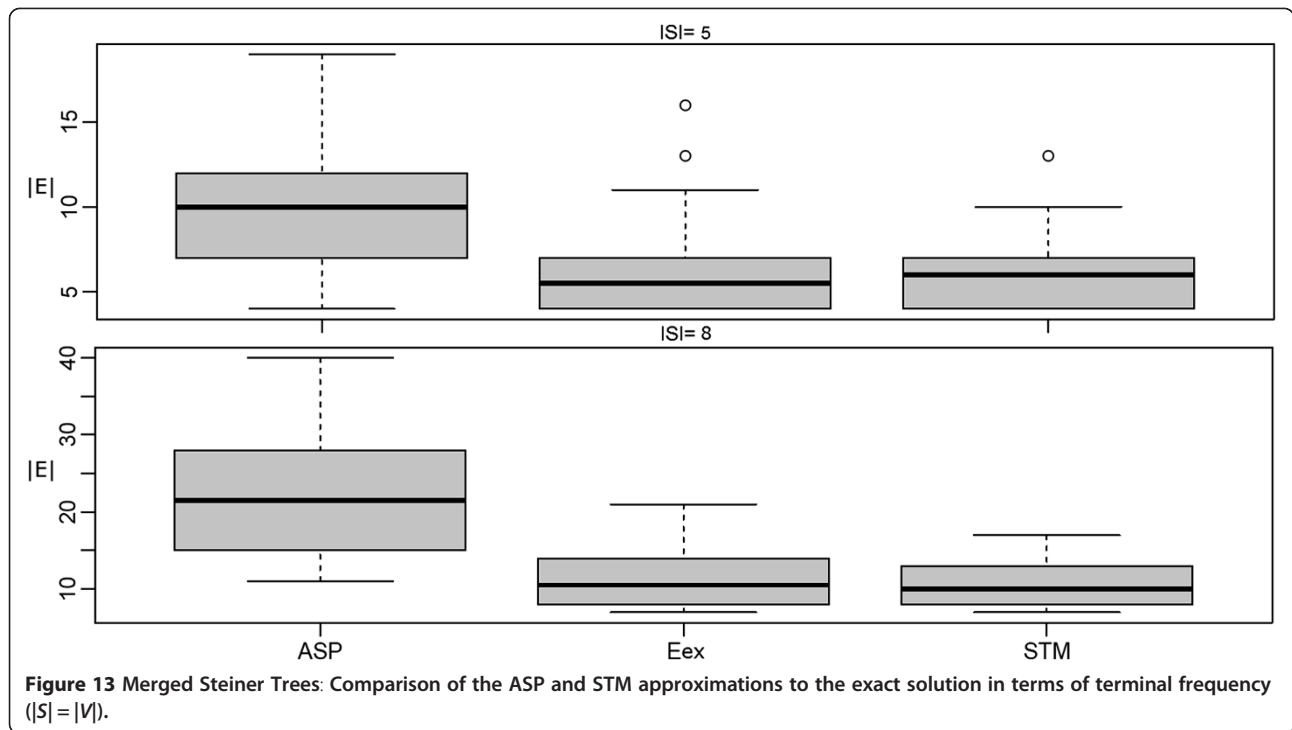 |S|= 5
15
|E|
10
5
|S|= 8
40
30
|E|
20
10
ASP Eex STM
Figure 13 Merged Steiner Trees: Comparison of the ASP and STM approximations to the exact solution in terms of terminal frequency
(|S| = |V|).